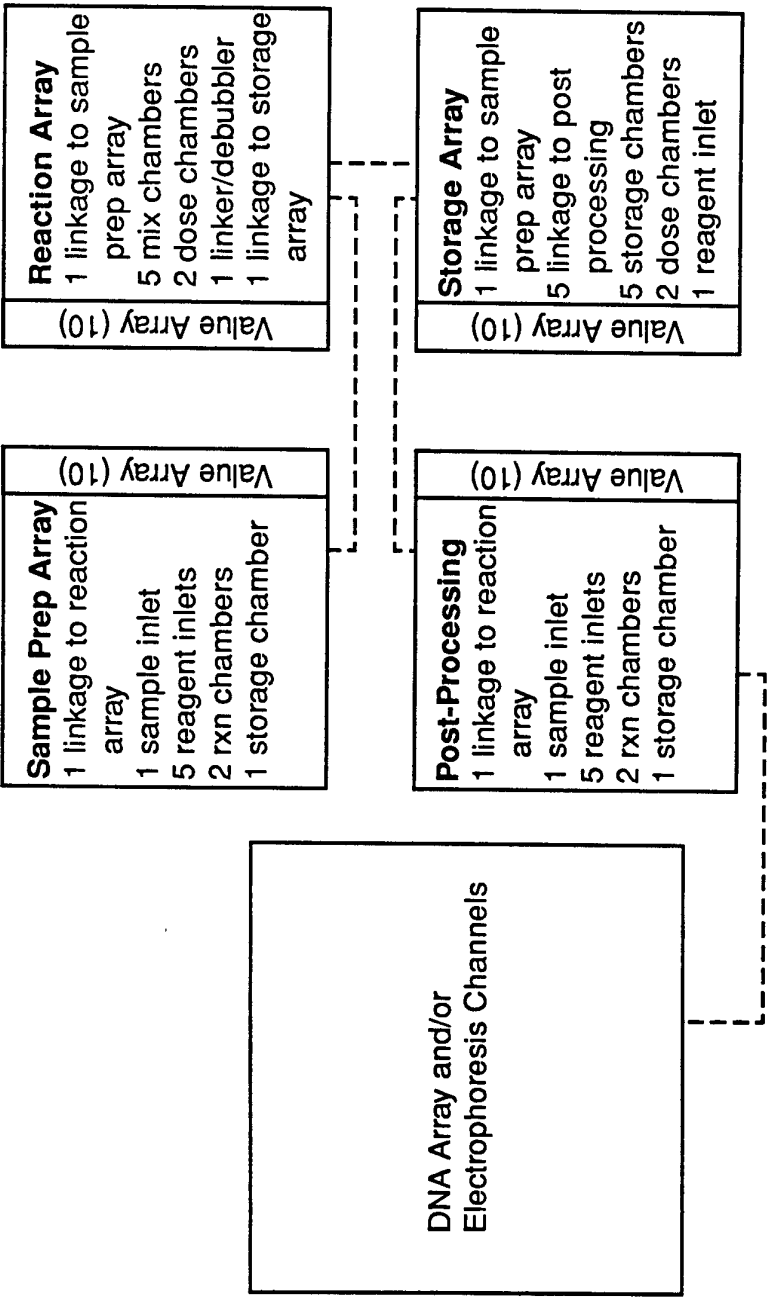 Reaction Array
1 linkage to sample
prep array
5 mix chambers
2 dose chambers
1 linker/debubbler
1 linkage to storage
array
Value Array (10)
Storage Array
1 linkage to sample
prep array
5 linkage to post
processing
5 storage chambers
2 dose chambers
1 reagent inlet
Value Array (10)
Sample Prep Array
1 linkage to reaction
array
1 sample inlet
5 reagent inlets
2 rxn chambers
1 storage chamber
Value Array (10)
Post-Processing
1 linkage to reaction
array
1 sample inlet
5 reagent inlets
2 rxn chambers
1 storage chamber
Value Array (10)
DNA Array and/or
Electrophoresis Channels